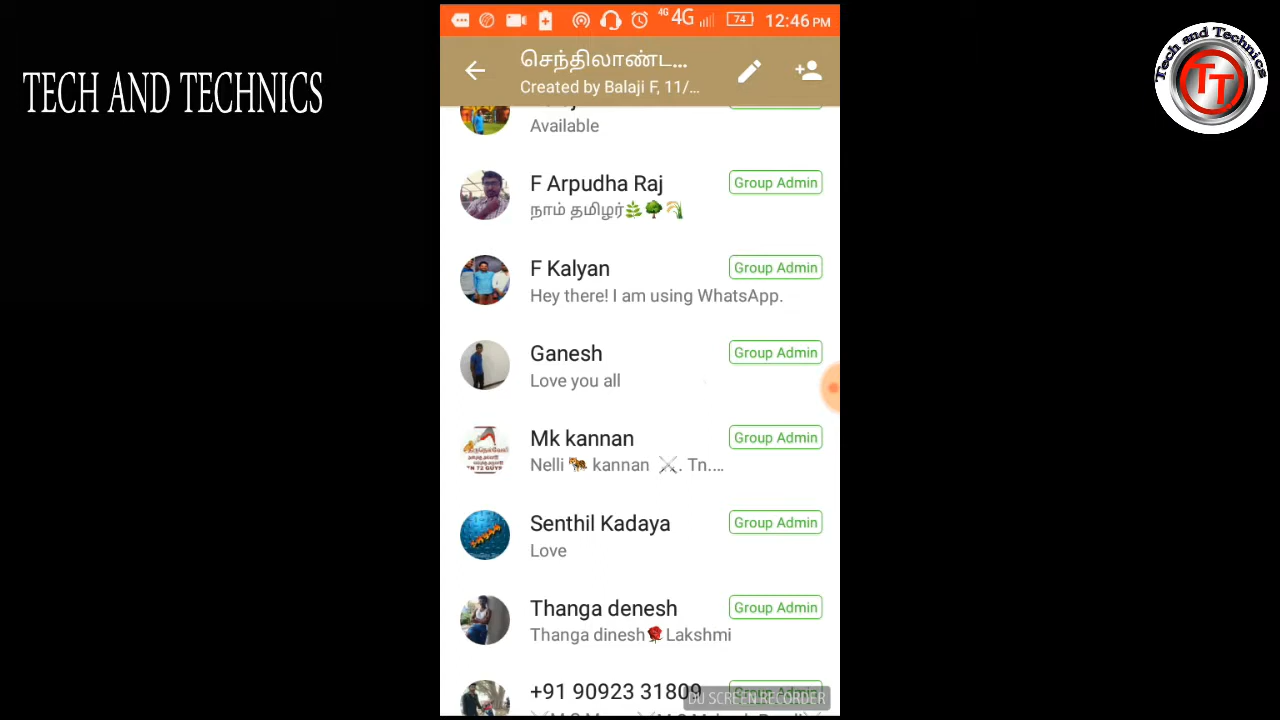 TECH AND TECHNICS
4G 4G 74 12:46 PM
செந்திலாண்ட...
Created by Balaji F, 11/...
Tech and Technics
TT
Available
F Arpudha Raj Group Admin
நாம் தமிழர்🌿🌳🌾
F Kalyan Group Admin
Hey there! I am using WhatsApp.
Ganesh Group Admin
Love you all
Mk kannan Group Admin
Nelli 🐅 kannan ⚔. Tn....
Senthil Kadaya Group Admin
Love
Thanga denesh Group Admin
Thanga dinesh🌹Lakshmi
+91 90923 31809 Group Admin
DU SCREEN RECORDER